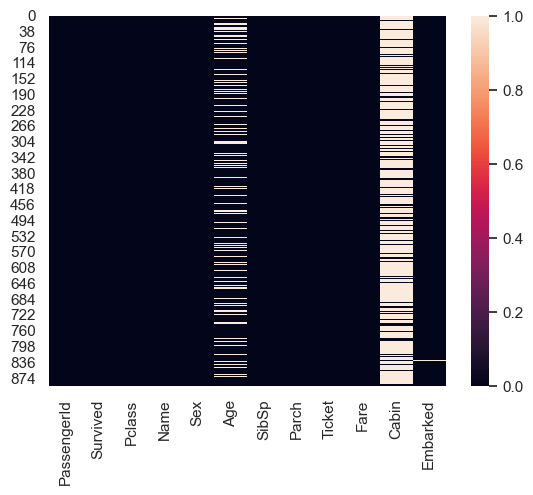 0
38
76
114
152
190
228
266
304
342
380
418
456
494
532
570
608
646
684
722
760
798
836
874
1.0
0.8
0.6
0.4
0.2
0.0
PassengerId
Survived
Pclass
Name
Sex
Age
SibSp
Parch
Ticket
Fare
Cabin
Embarked